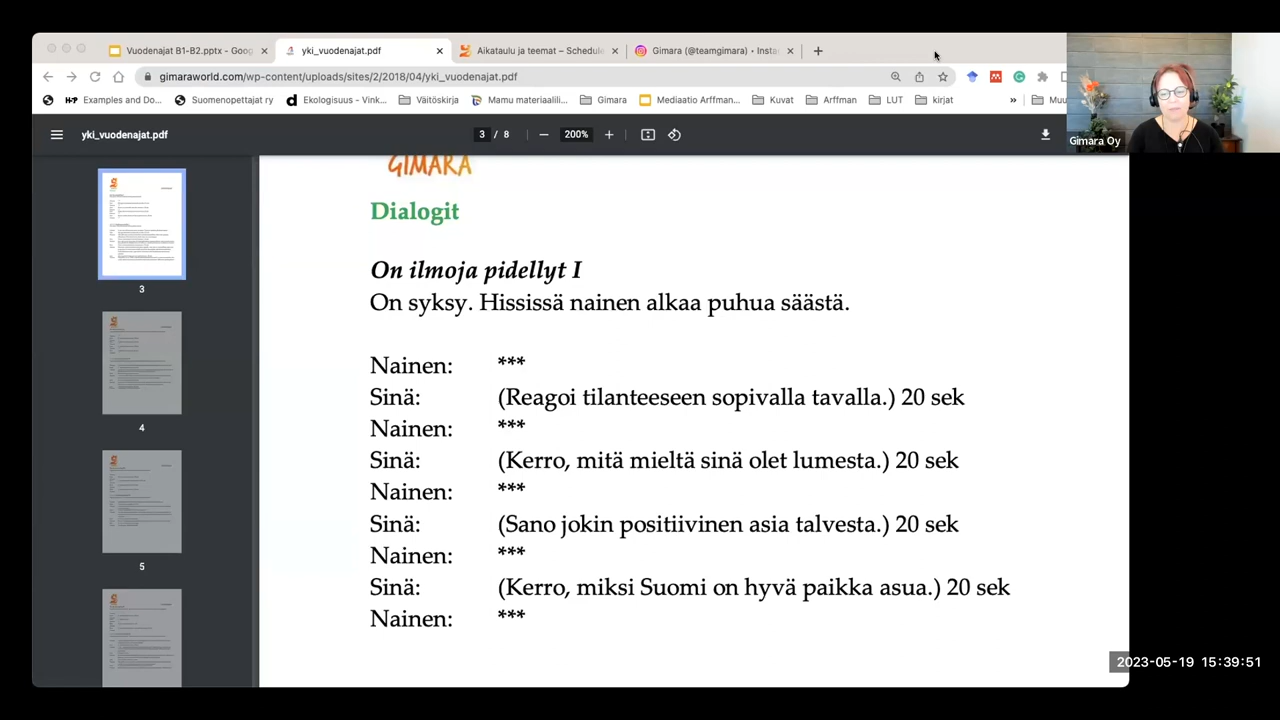 Vuodenajat B1-B2.pptx - Goog
yki_vuodenajat.pdf
Aikataulu ja teemat – Schedule
Gimara (@teamgimara) • Insta
gimaraworld.com/wp-content/uploads/sites/2/2018/04/yki_vuodenajat.pdf
Examples and Do...
Suomenopettajat ry
Ekologisuus - Vink...
Väitöskirja
Mamu materiaalili...
Gimara
Mediaatio Arffman...
Kuvat
Arffman
LUT
kirjat
»
Muu
yki_vuodenajat.pdf
3 / 8
200%
Gimara Oy
3
4
5
GIMARA
Dialogit
On ilmoja pidellyt I
On syksy. Hississä nainen alkaa puhua säästä.
Nainen: ***
Sinä: (Reagoi tilanteeseen sopivalla tavalla.) 20 sek
Nainen: ***
Sinä: (Kerro, mitä mieltä sinä olet lumesta.) 20 sek
Nainen: ***
Sinä: (Sano jokin positiivinen asia talvesta.) 20 sek
Nainen: ***
Sinä: (Kerro, miksi Suomi on hyvä paikka asua.) 20 sek
Nainen: ***
2023-05-19 15:39:51